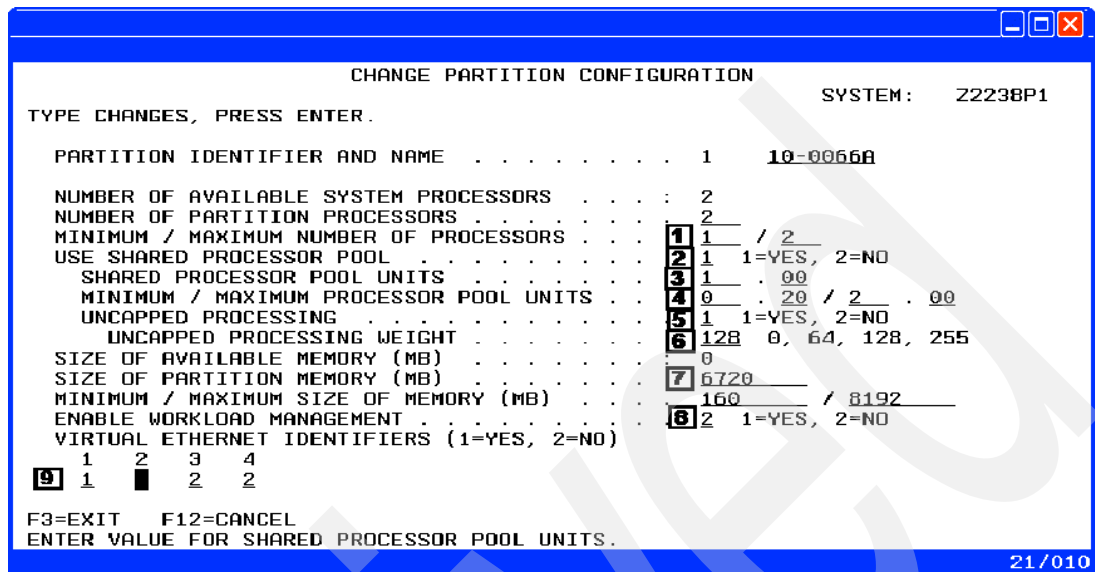 CHANGE PARTITION CONFIGURATION
SYSTEM: Z2238P1
TYPE CHANGES, PRESS ENTER.
PARTITION IDENTIFIER AND NAME . . . . . . . . 1 10-0066A
NUMBER OF AVAILABLE SYSTEM PROCESSORS . . . : 2
NUMBER OF PARTITION PROCESSORS . . . . . . . . 2
MINIMUM / MAXIMUM NUMBER OF PROCESSORS . . . 1 1 / 2
USE SHARED PROCESSOR POOL . . . . . . . . . 2 1 1=YES, 2=NO
SHARED PROCESSOR POOL UNITS . . . . . . . 3 1 . 00
MINIMUM / MAXIMUM PROCESSOR POOL UNITS . . 4 0 . 20 / 2 . 00
UNCAPPED PROCESSING . . . . . . . . . . . 5 1 1=YES, 2=NO
UNCAPPED PROCESSING WEIGHT . . . . . . . 6 128 0, 64, 128, 255
SIZE OF AVAILABLE MEMORY (MB) . . . . . . . : 0
SIZE OF PARTITION MEMORY (MB) . . . . . . . 7 6720
MINIMUM / MAXIMUM SIZE OF MEMORY (MB) . . . . 160 / 8192
ENABLE WORKLOAD MANAGEMENT . . . . . . . . . 8 2 1=YES, 2=NO
VIRTUAL ETHERNET IDENTIFIERS (1=YES, 2=NO)
1 2 3 4
9 1 2 2
F3=EXIT F12=CANCEL
ENTER VALUE FOR SHARED PROCESSOR POOL UNITS.
21/010